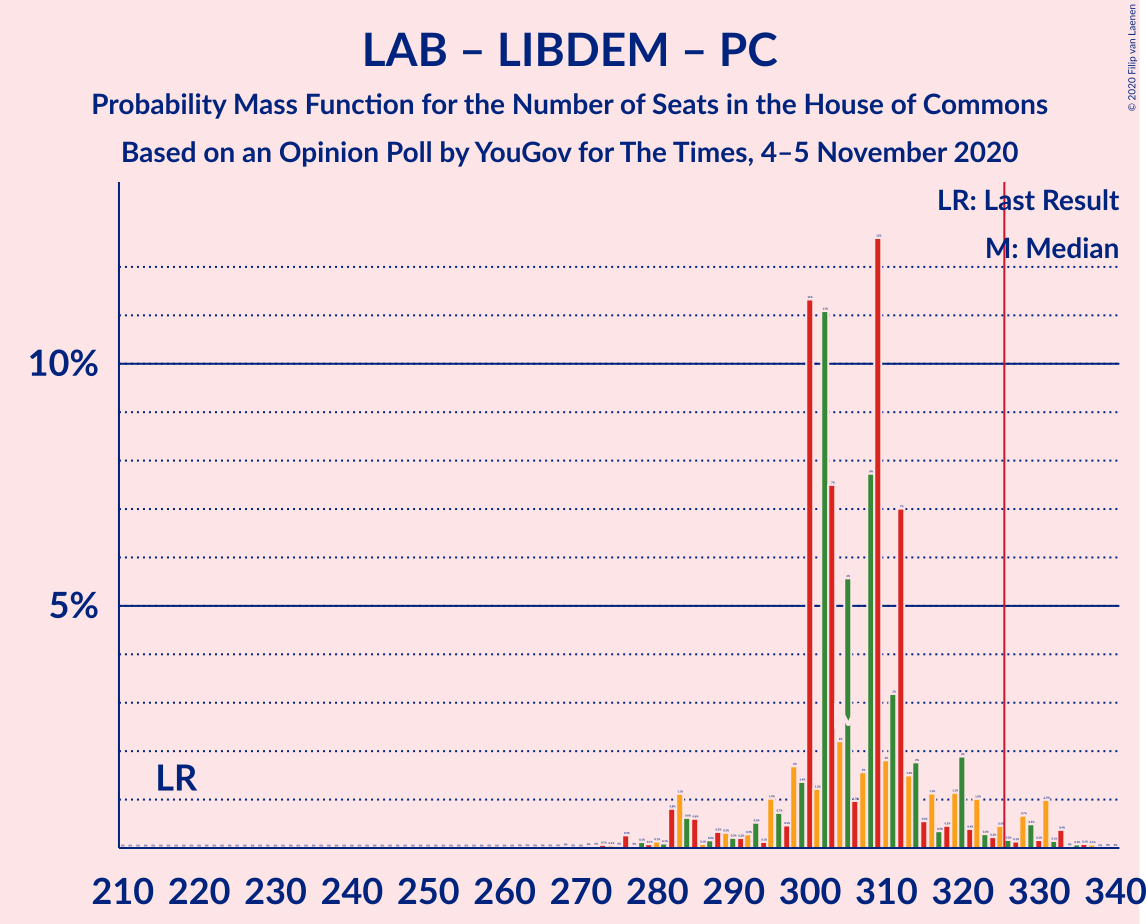 LAB – LIBDEM – PC
Probability Mass Function for the Number of Seats in the House of Commons
Based on an Opinion Poll by YouGov for The Times, 4–5 November 2020
© 2020 Filip van Laenen
LR: Last Result
M: Median
10%
5%
LR
210 220 230 240 250 260 270 280 290 300 310 320 330 340